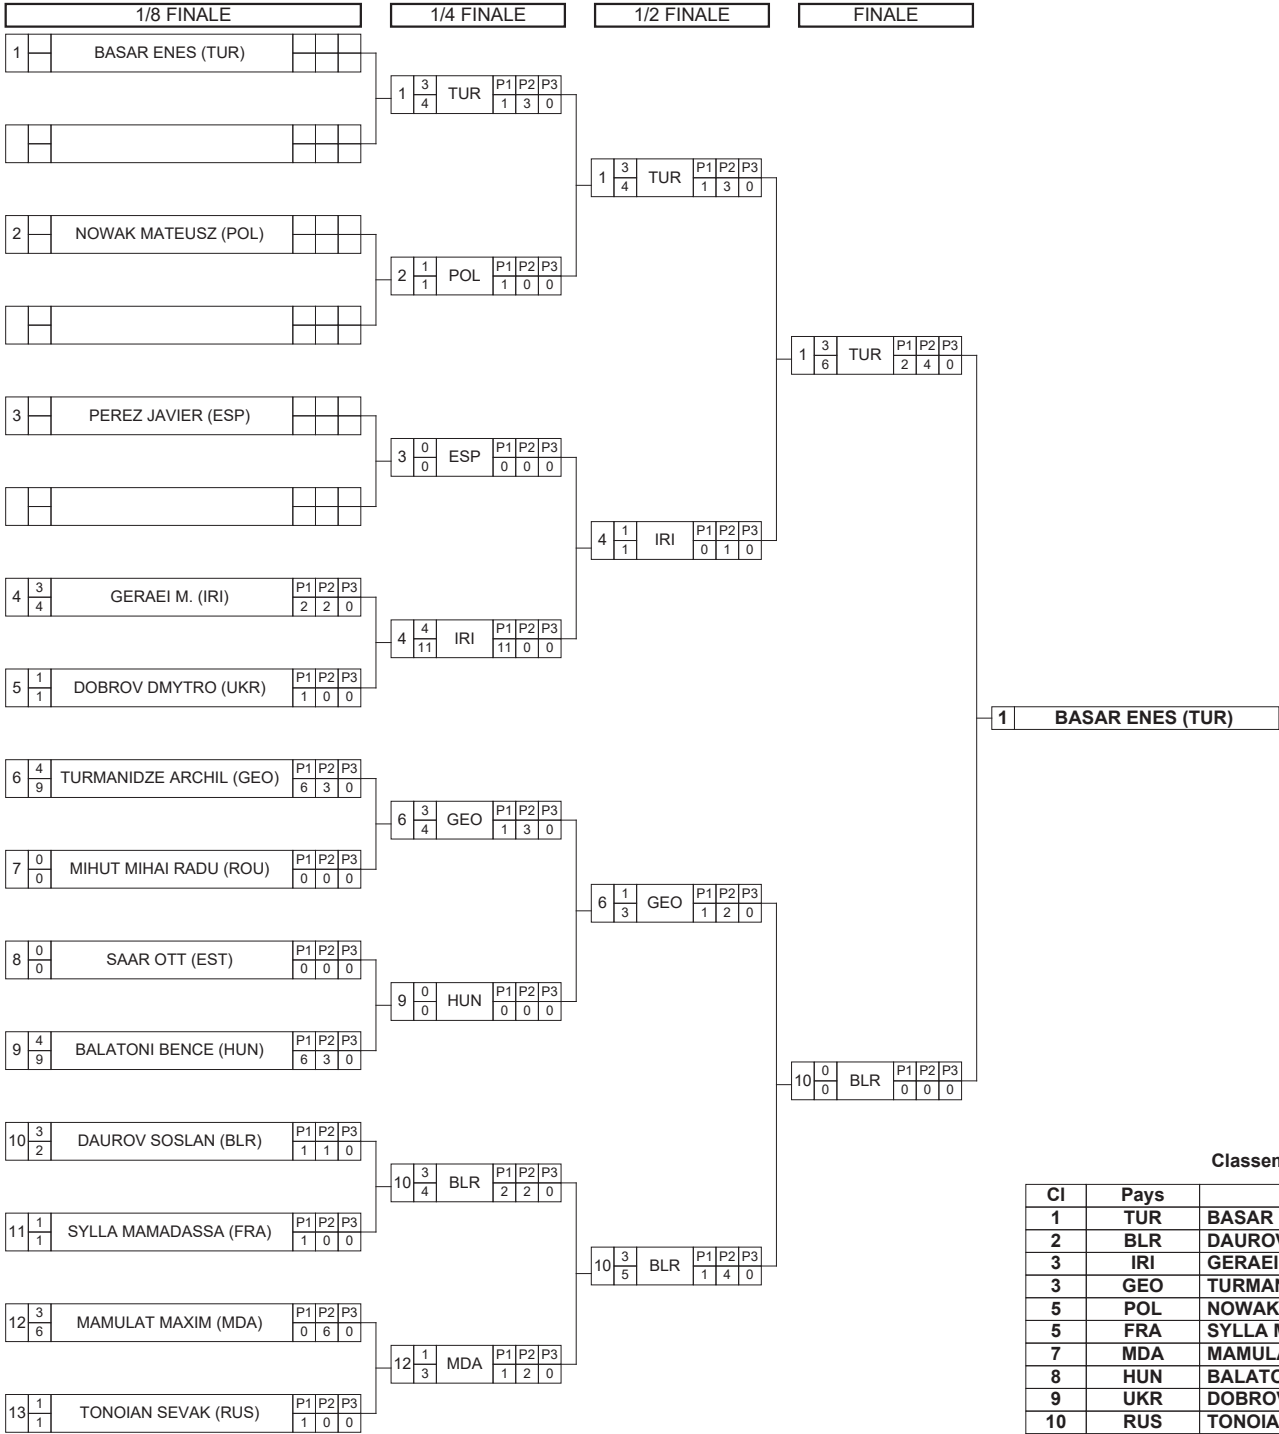 1/8 FINALE 1/4 FINALE 1/2 FINALE FINALE
1 BASAR ENES (TUR)
1 3 4 TUR P1 P2 P3 1 3 0
1 3 4 TUR P1 P2 P3 1 3 0
2 NOWAK MATEUSZ (POL)
2 1 1 POL P1 P2 P3 1 0 0
1 3 6 TUR P1 P2 P3 2 4 0
3 PEREZ JAVIER (ESP)
3 0 0 ESP P1 P2 P3 0 0 0
4 1 1 IRI P1 P2 P3 0 1 0
4 3 4 GERAEI M. (IRI) P1 P2 P3 2 2 0
4 4 11 IRI P1 P2 P3 11 0 0
5 1 1 DOBROV DMYTRO (UKR) P1 P2 P3 1 0 0
1 BASAR ENES (TUR)
6 4 9 TURMANIDZE ARCHIL (GEO) P1 P2 P3 6 3 0
6 3 4 GEO P1 P2 P3 1 3 0
7 0 0 MIHUT MIHAI RADU (ROU) P1 P2 P3 0 0 0
6 1 3 GEO P1 P2 P3 1 2 0
8 0 0 SAAR OTT (EST) P1 P2 P3 0 0 0
9 0 0 HUN P1 P2 P3 0 0 0
9 4 9 BALATONI BENCE (HUN) P1 P2 P3 6 3 0
10 0 0 BLR P1 P2 P3 0 0 0
10 3 2 DAUROV SOSLAN (BLR) P1 P2 P3 1 1 0
10 3 4 BLR P1 P2 P3 2 2 0
11 1 1 SYLLA MAMADASSA (FRA) P1 P2 P3 1 0 0
10 3 5 BLR P1 P2 P3 1 4 0
12 3 6 MAMULAT MAXIM (MDA) P1 P2 P3 0 6 0
12 1 3 MDA P1 P2 P3 1 2 0
13 1 1 TONOIAN SEVAK (RUS) P1 P2 P3 1 0 0
Cl Pays
1 TUR BASAR
2 BLR
3 IRI GERAEI
3 GEO
5 POL NOWAK
5 FRA SYLLA
7 MDA
8 HUN
9 UKR
10 RUS